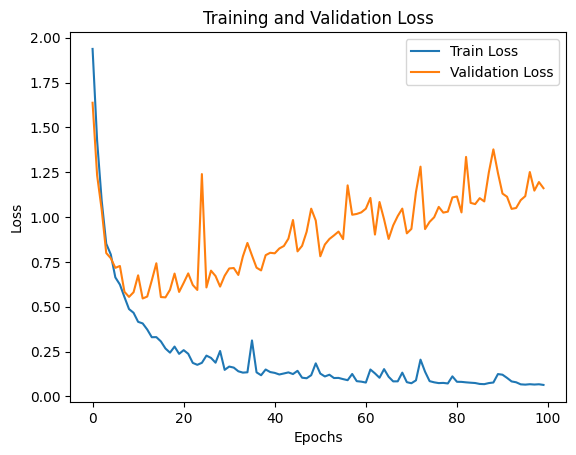 Training and Validation Loss
Train Loss
Validation Loss
2.00
1.75
1.50
1.25
1.00
0.75
0.50
0.25
0.00
Loss
0 20 40 60 80 100
Epochs